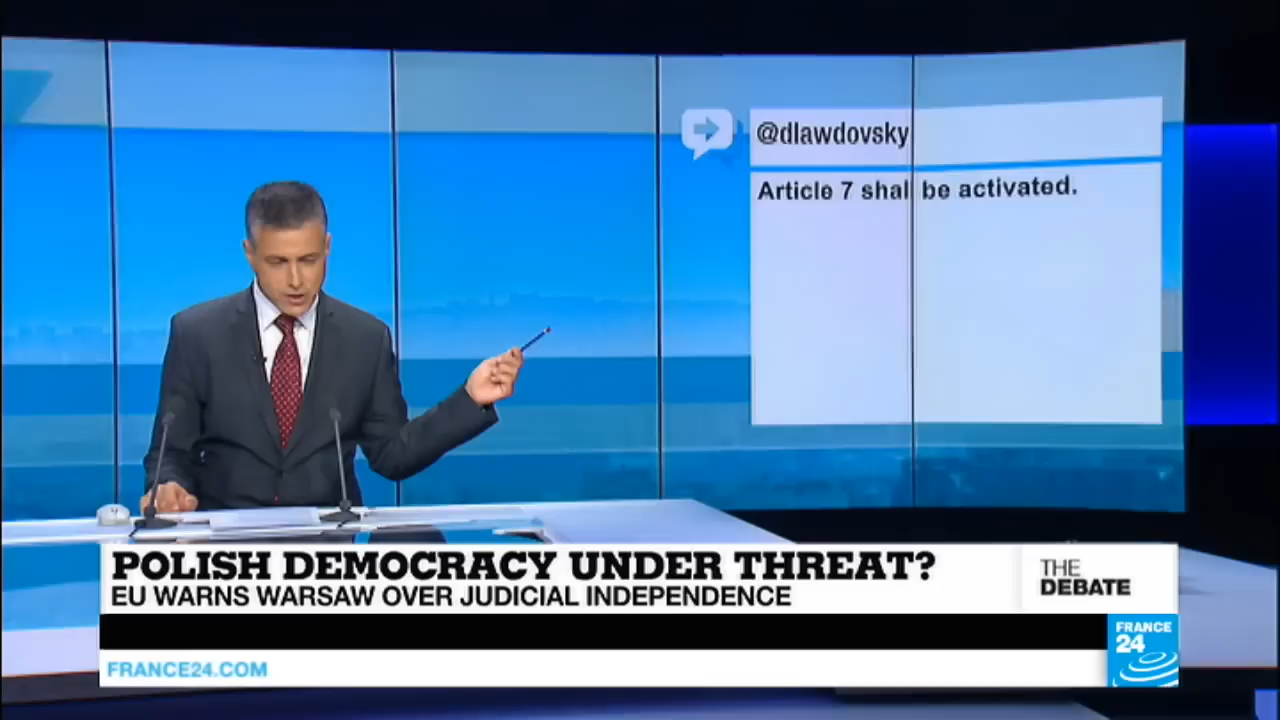 @dlawdovsky
Article 7 shall be activated.
POLISH DEMOCRACY UNDER THREAT?
EU WARNS WARSAW OVER JUDICIAL INDEPENDENCE
THE
DEBATE
FRANCE
24
FRANCE24.COM